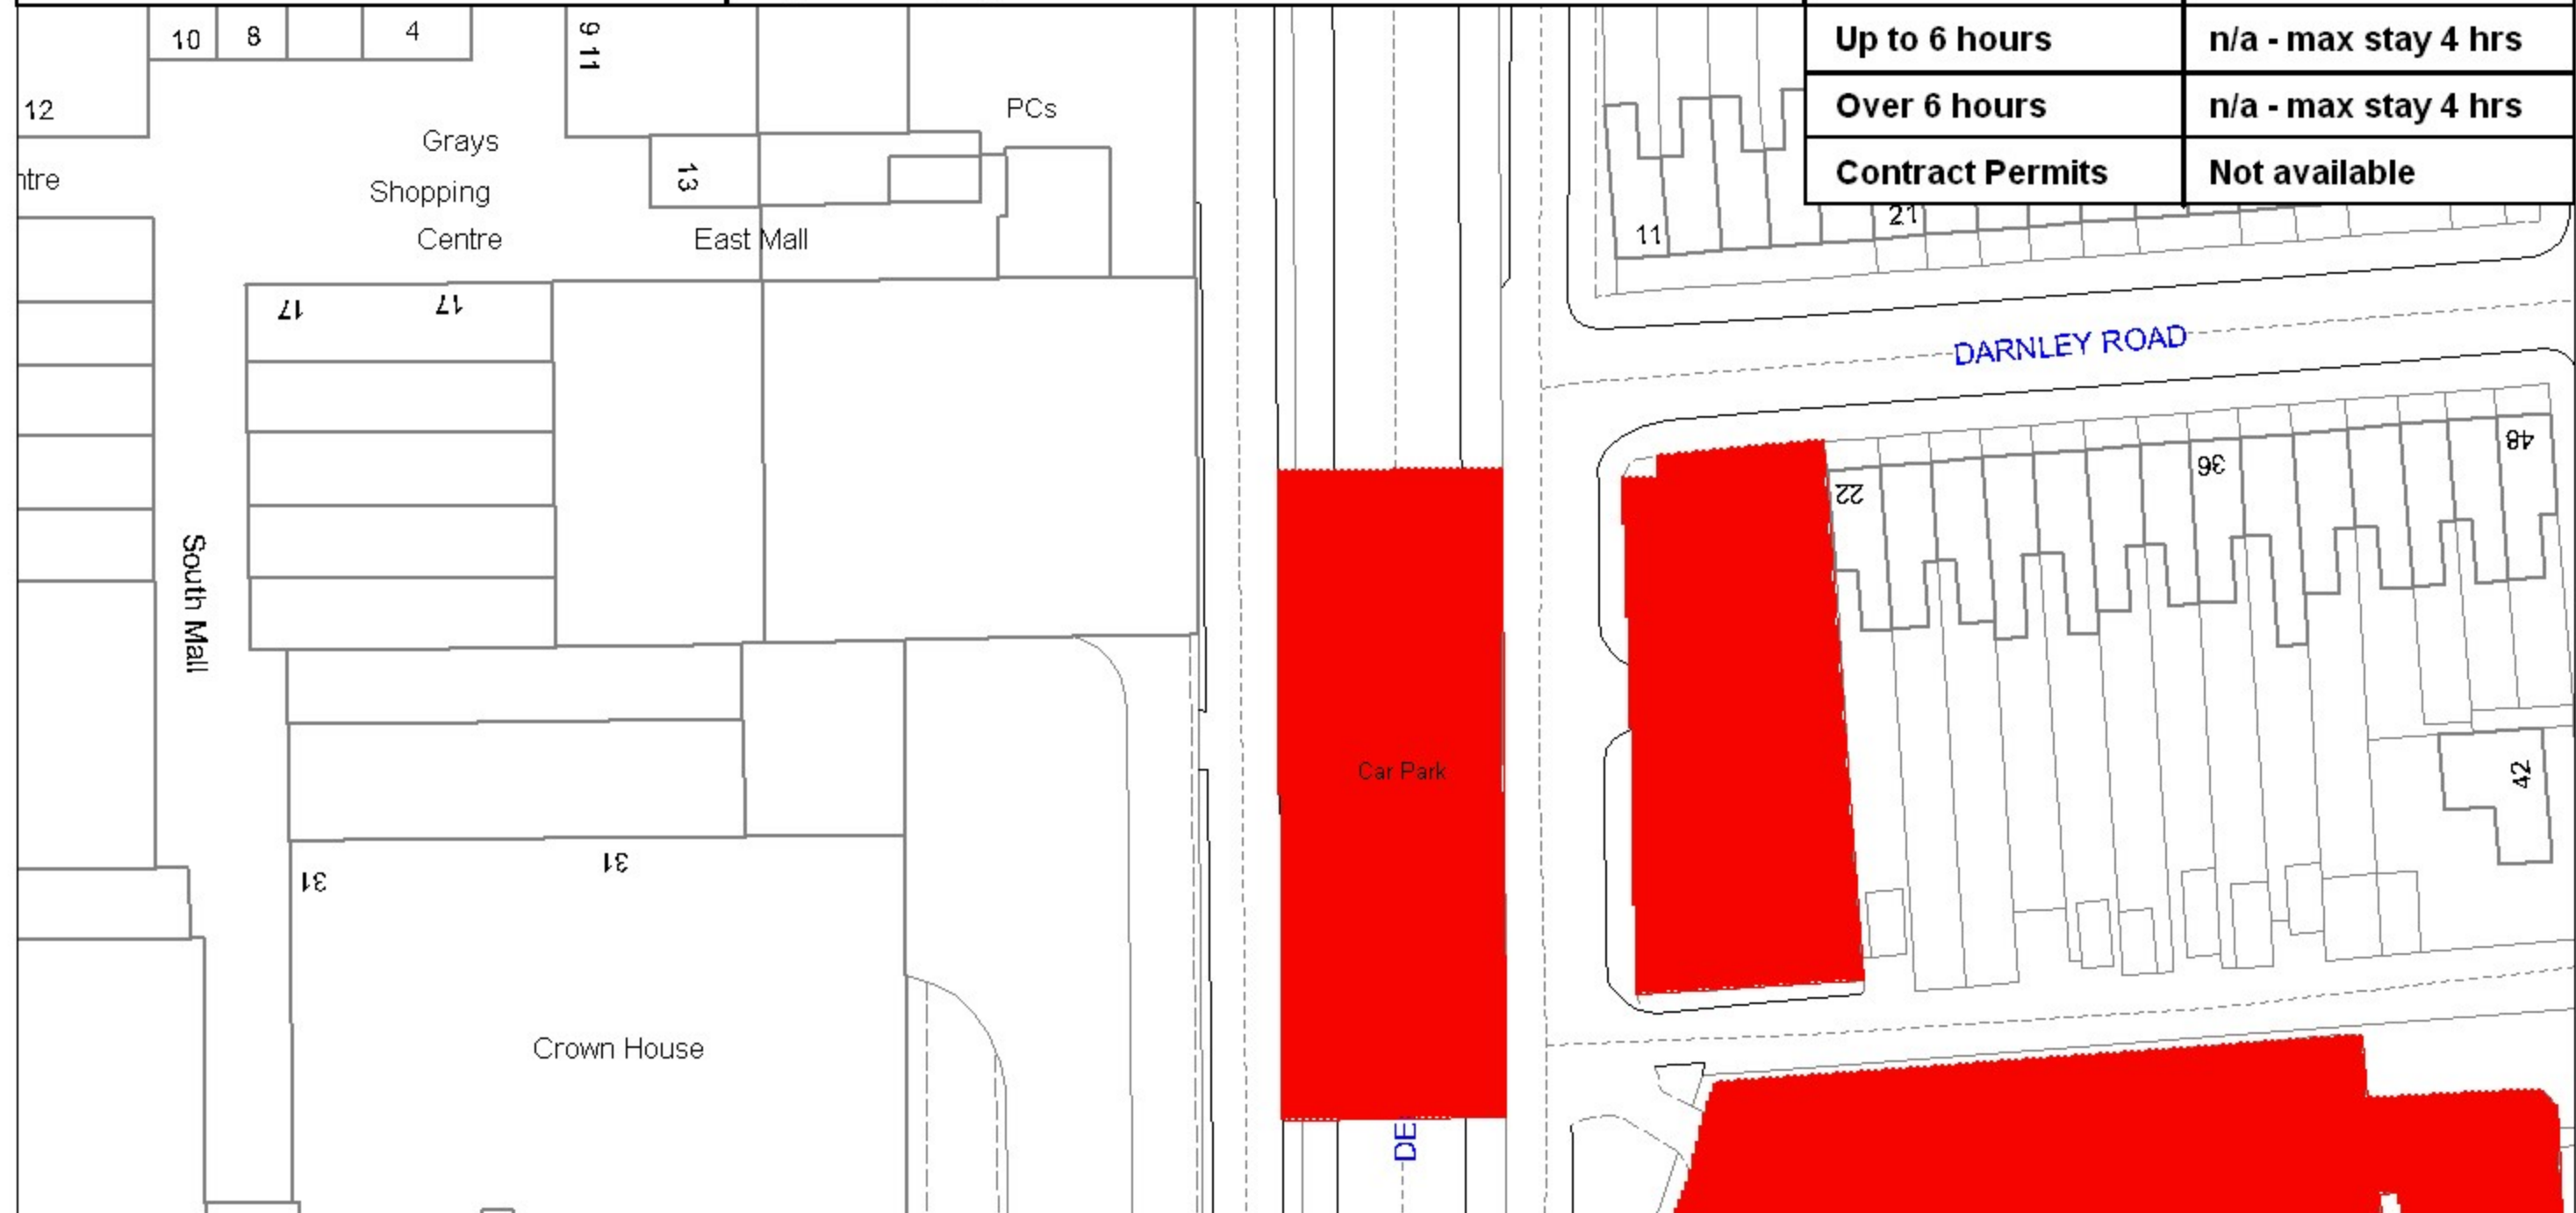 Up to 6 hours
n/a - max stay 4 hrs
Over 6 hours
n/a - max stay 4 hrs
Contract Permits
Not available
10
8
4
9 11
12
PCs
Grays
Shopping
Centre
ntre
13
East Mall
11
21
17
17
DARNLEY ROAD
48
36
22
South Mall
Car Park
42
31
31
Crown House
DE